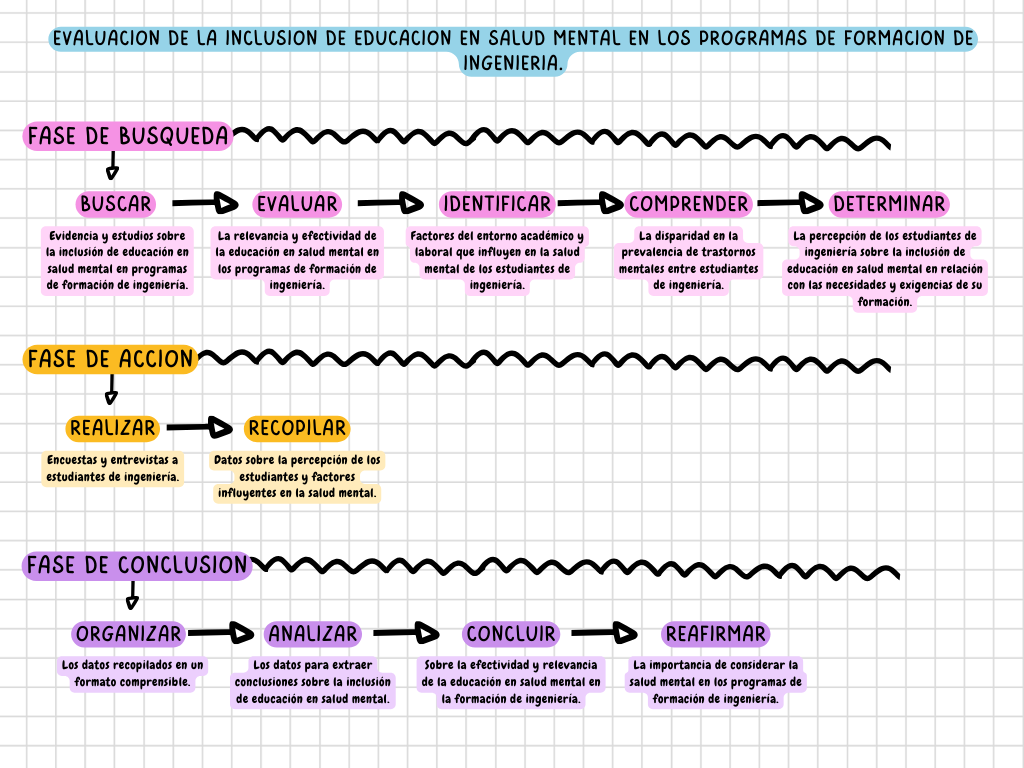 EVALUACION DE LA INCLUSION DE EDUCACION EN SALUD MENTAL EN LOS PROGRAMAS DE FORMACION DE
INGENIERIA.
FASE DE BUSQUEDA
BUSCAR
Evidencia y estudios sobre
la inclusión de educación en
salud mental en programas
de formación de ingeniería.
EVALUAR
La relevancia y efectividad de
la educación en salud mental en
los programas de formación de
ingeniería.
IDENTIFICAR
Factores del entorno académico y
laboral que influyen en la salud
mental de los estudiantes de
ingeniería.
COMPRENDER
La disparidad en la
prevalencia de trastornos
mentales entre estudiantes
de ingeniería.
DETERMINAR
La percepción de los estudiantes de
ingeniería sobre la inclusión de
educación en salud mental en relación
con las necesidades y exigencias de su
formación.
FASE DE ACCION
REALIZAR
Encuestas y entrevistas a
estudiantes de ingeniería.
RECOPILAR
Datos sobre la percepción de los
estudiantes y factores
influyentes en la salud mental.
FASE DE CONCLUSION
ORGANIZAR
Los datos recopilados en un
formato comprensible.
ANALIZAR
Los datos para extraer
conclusiones sobre la inclusión
de educación en salud mental.
CONCLUIR
Sobre la efectividad y relevancia
de la educación en salud mental en
la formación de ingeniería.
REAFIRMAR
La importancia de considerar la
salud mental en los programas de
formación de ingeniería.